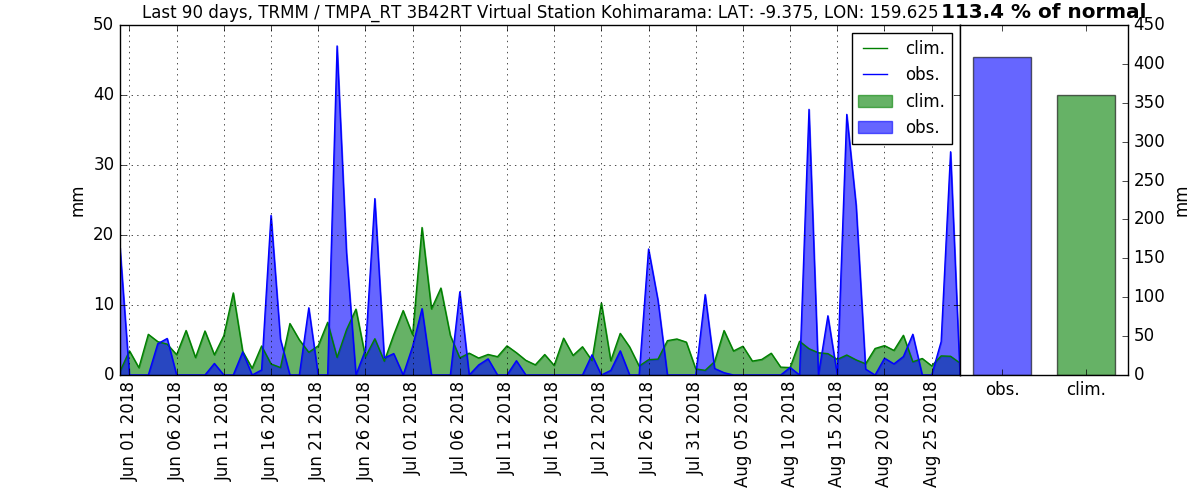 Last 90 days, TRMM / TMPA_RT 3B42RT Virtual Station Kohimarama: LAT: -9.375, LON: 159.625 113.4 % of normal
50
40
30
20
10
0
mm
clim.
obs.
clim.
obs.
450
400
350
300
250
200
150
100
50
0
mm
Jun 01 2018
Jun 06 2018
Jun 11 2018
Jun 16 2018
Jun 21 2018
Jun 26 2018
Jul 01 2018
Jul 06 2018
Jul 11 2018
Jul 16 2018
Jul 21 2018
Jul 26 2018
Jul 31 2018
Aug 05 2018
Aug 10 2018
Aug 15 2018
Aug 20 2018
Aug 25 2018
obs.
clim.